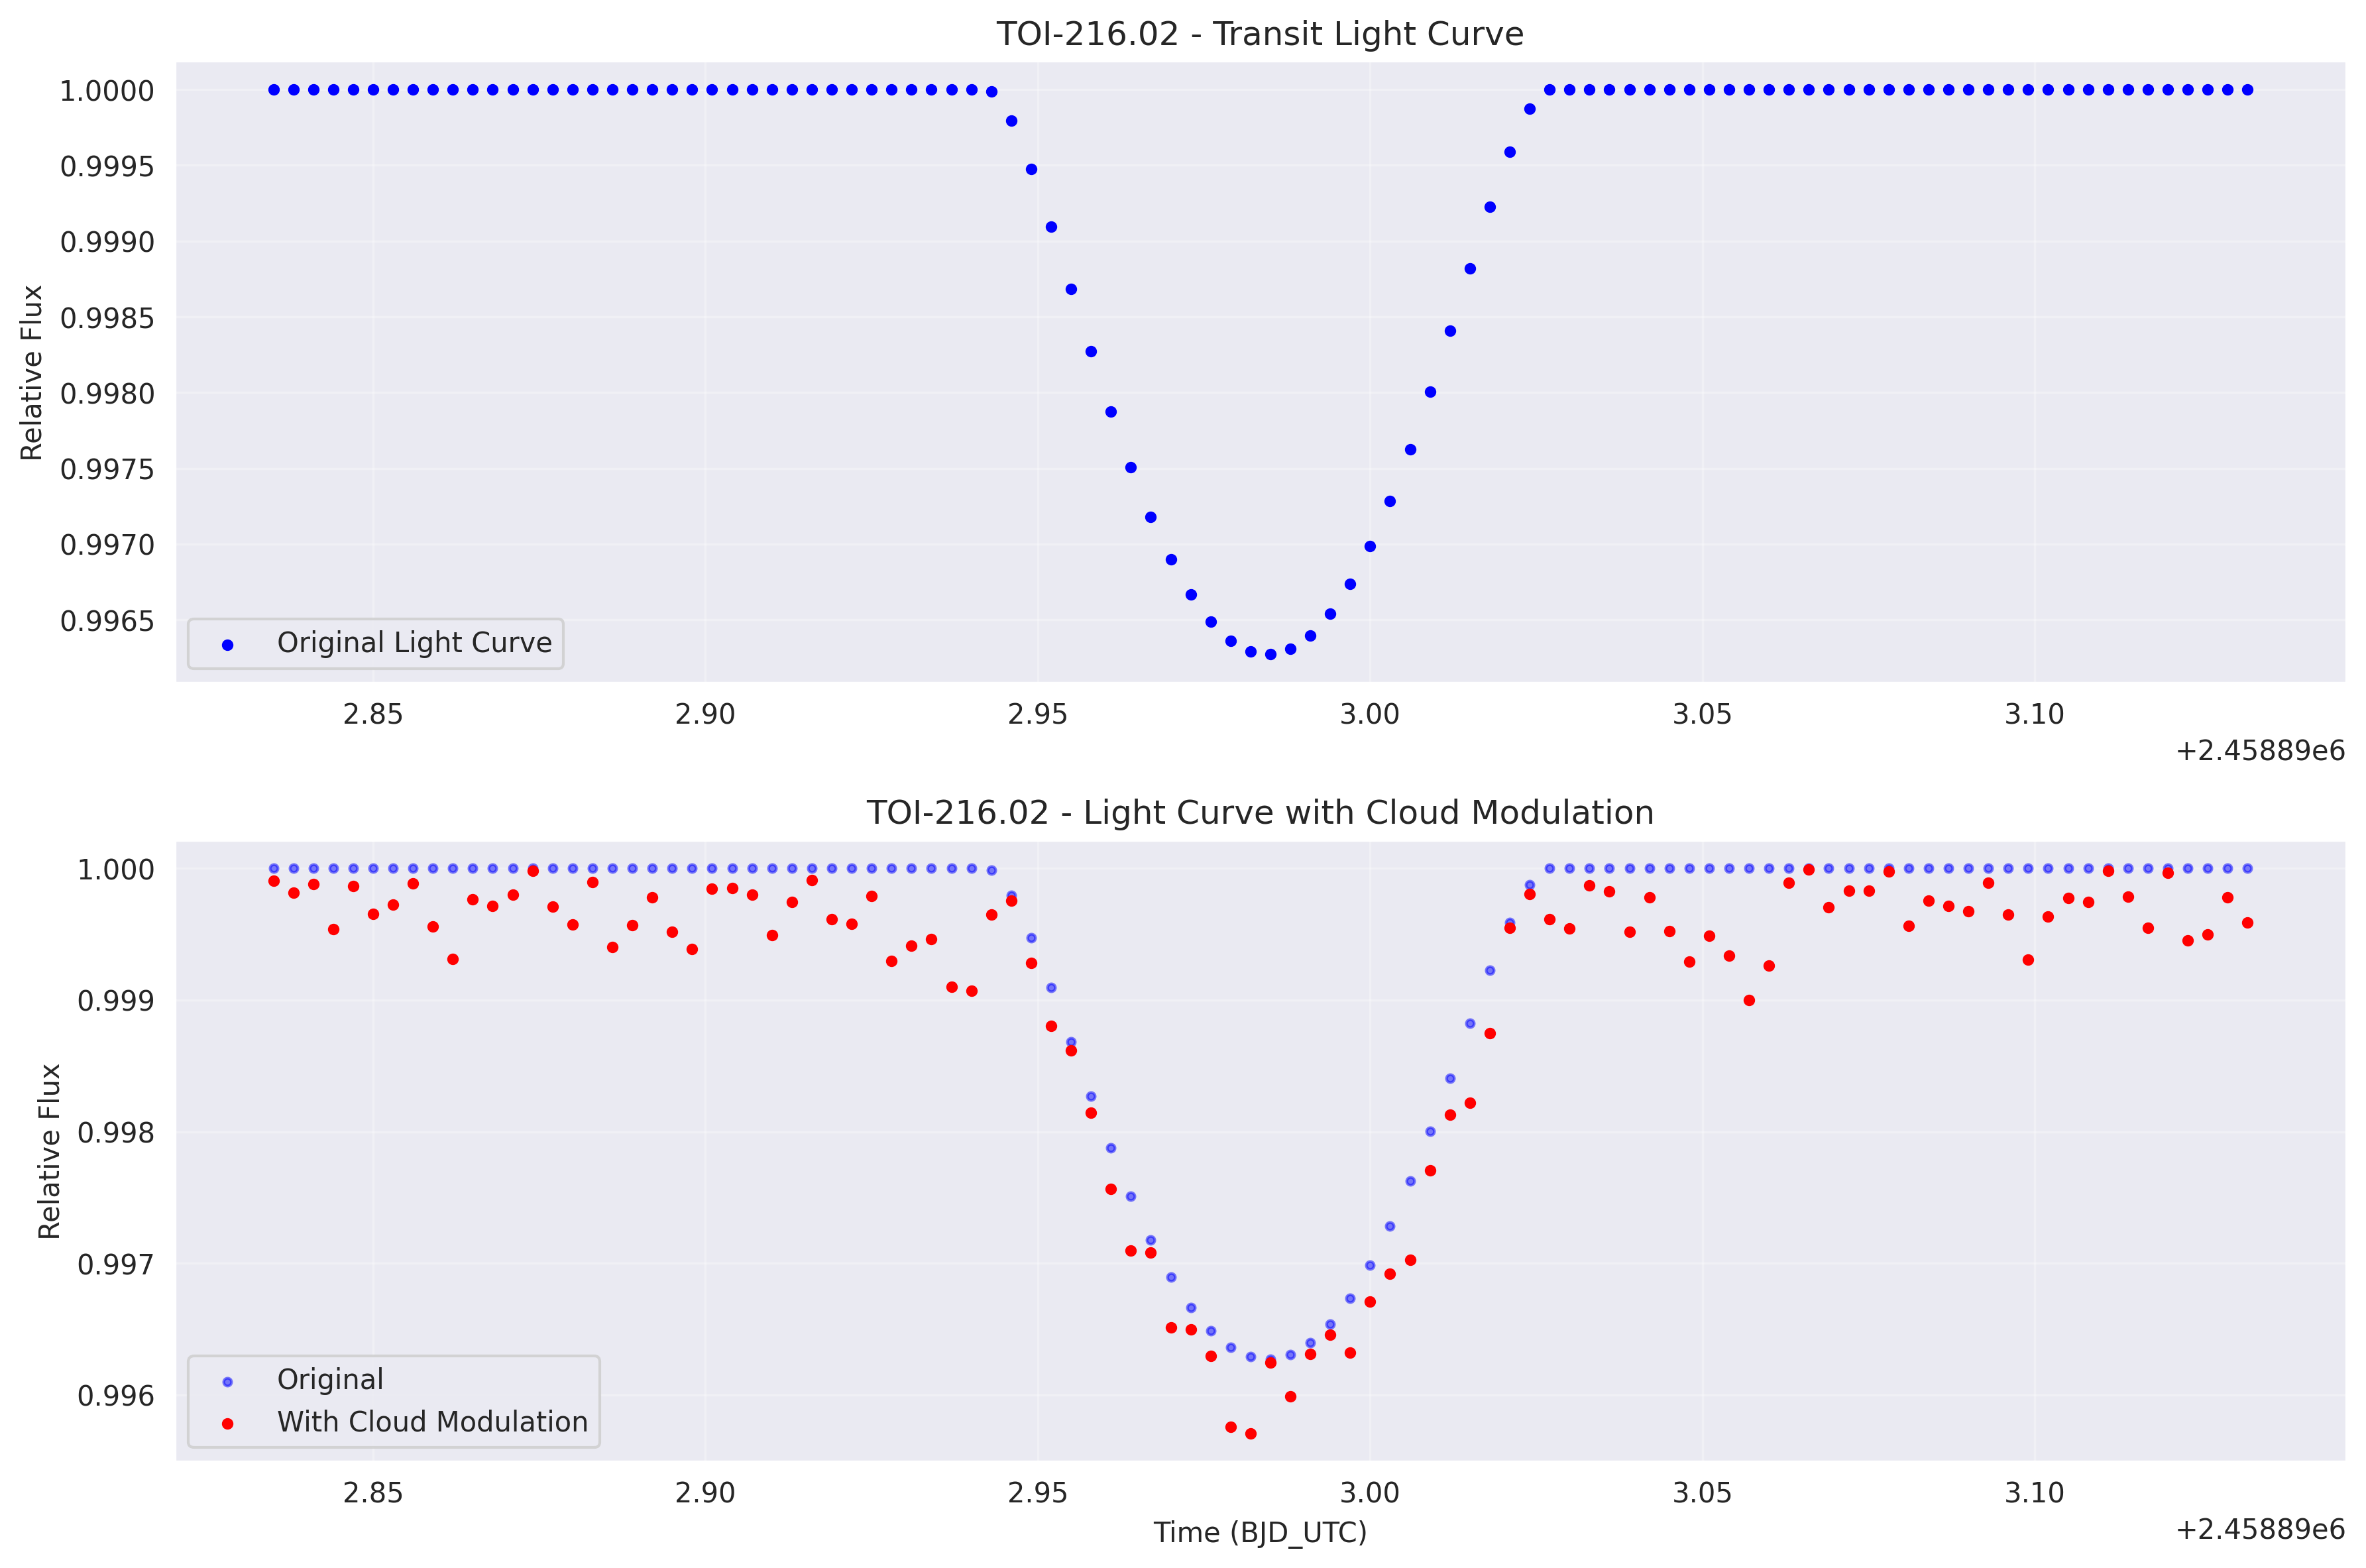 TOI-216.02 - Transit Light Curve
1.0000
0.9995
0.9990
0.9985
0.9980
0.9975
0.9970
0.9965
Relative Flux
Original Light Curve
2.85 2.90 2.95 3.00 3.05 3.10
+2.45889e6
TOI-216.02 - Light Curve with Cloud Modulation
1.000
0.999
0.998
0.997
0.996
Relative Flux
Original
With Cloud Modulation
2.85 2.90 2.95 3.00 3.05 3.10
Time (BJD_UTC)
+2.45889e6